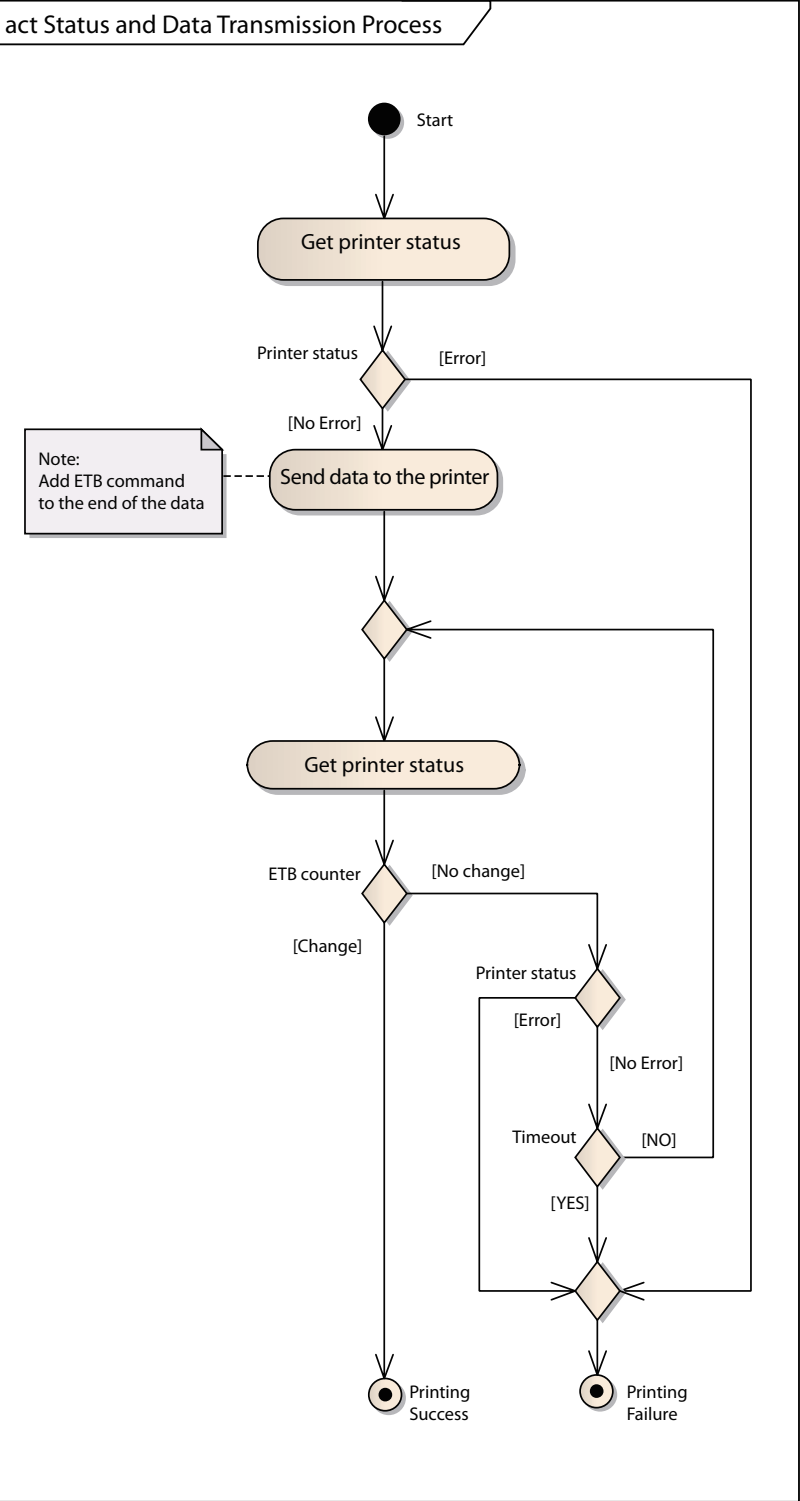 act Status and Data Transmission Process
Start
Get printer status
Printer status
[Error]
[No Error]
Note:
Add ETB command
to the end of the data
Send data to the printer
Get printer status
ETB counter
[No change]
[Change]
Printer status
[Error]
[No Error]
Timeout
[NO]
[YES]
Printing
Success
Printing
Failure